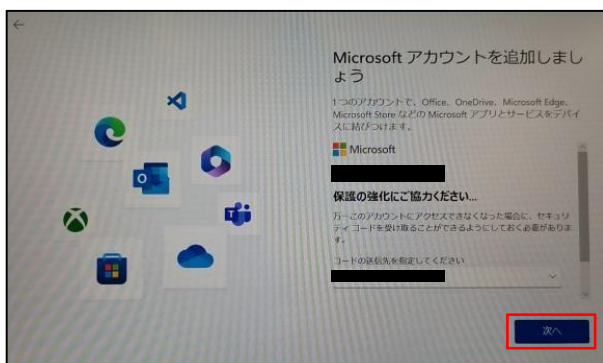 Microsoft アカウントを追加しまし
ょう
1 つのアカウントで、Office、OneDrive、Microsoft Edge、
Microsoft Store などの Microsoft アプリとサービスをデバイ
スに結びつけます。
Microsoft
保護の強化にご協力ください...
万一このアカウントにアクセスできなくなった場合に、セキュリ
ティ コードを受け取ることができるようにしておく必要がありま
す。
コードの送信先を指定してください
次へ